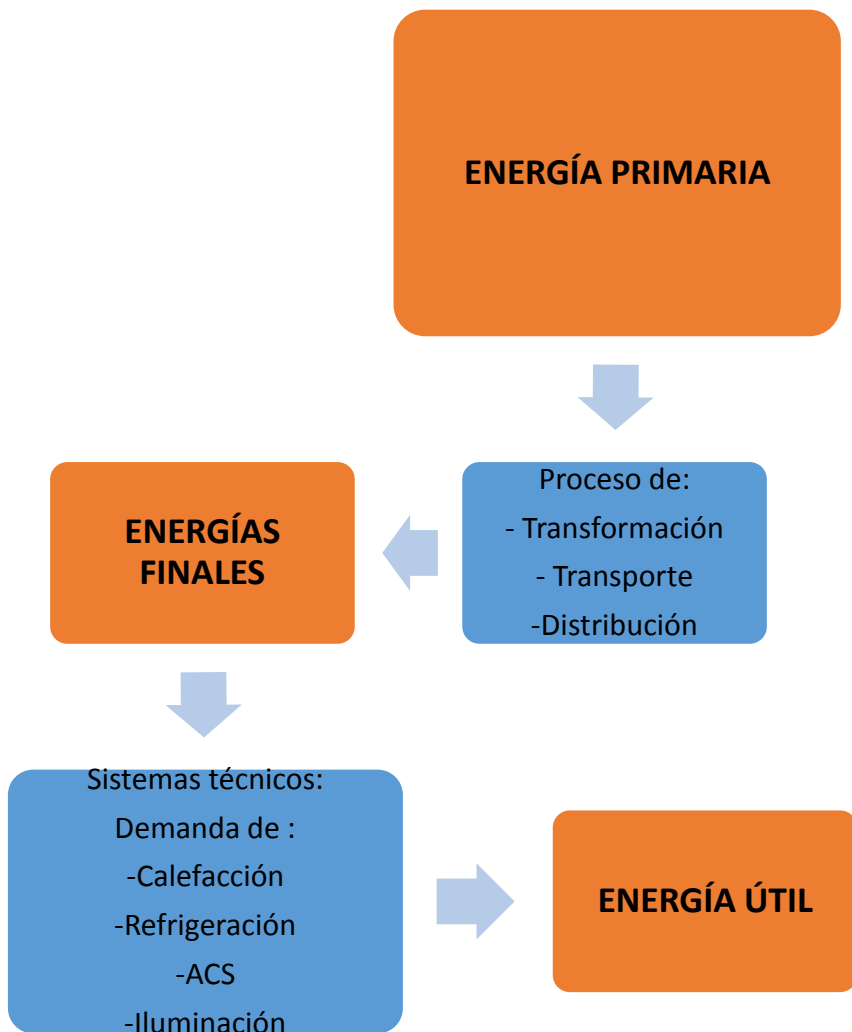 ENERGÍA PRIMARIA
Proceso de:
- Transformación
- Transporte
-Distribución
ENERGÍAS
FINALES
Sistemas técnicos:
Demanda de :
-Calefacción
-Refrigeración
-ACS
-Iluminación
ENERGÍA ÚTIL